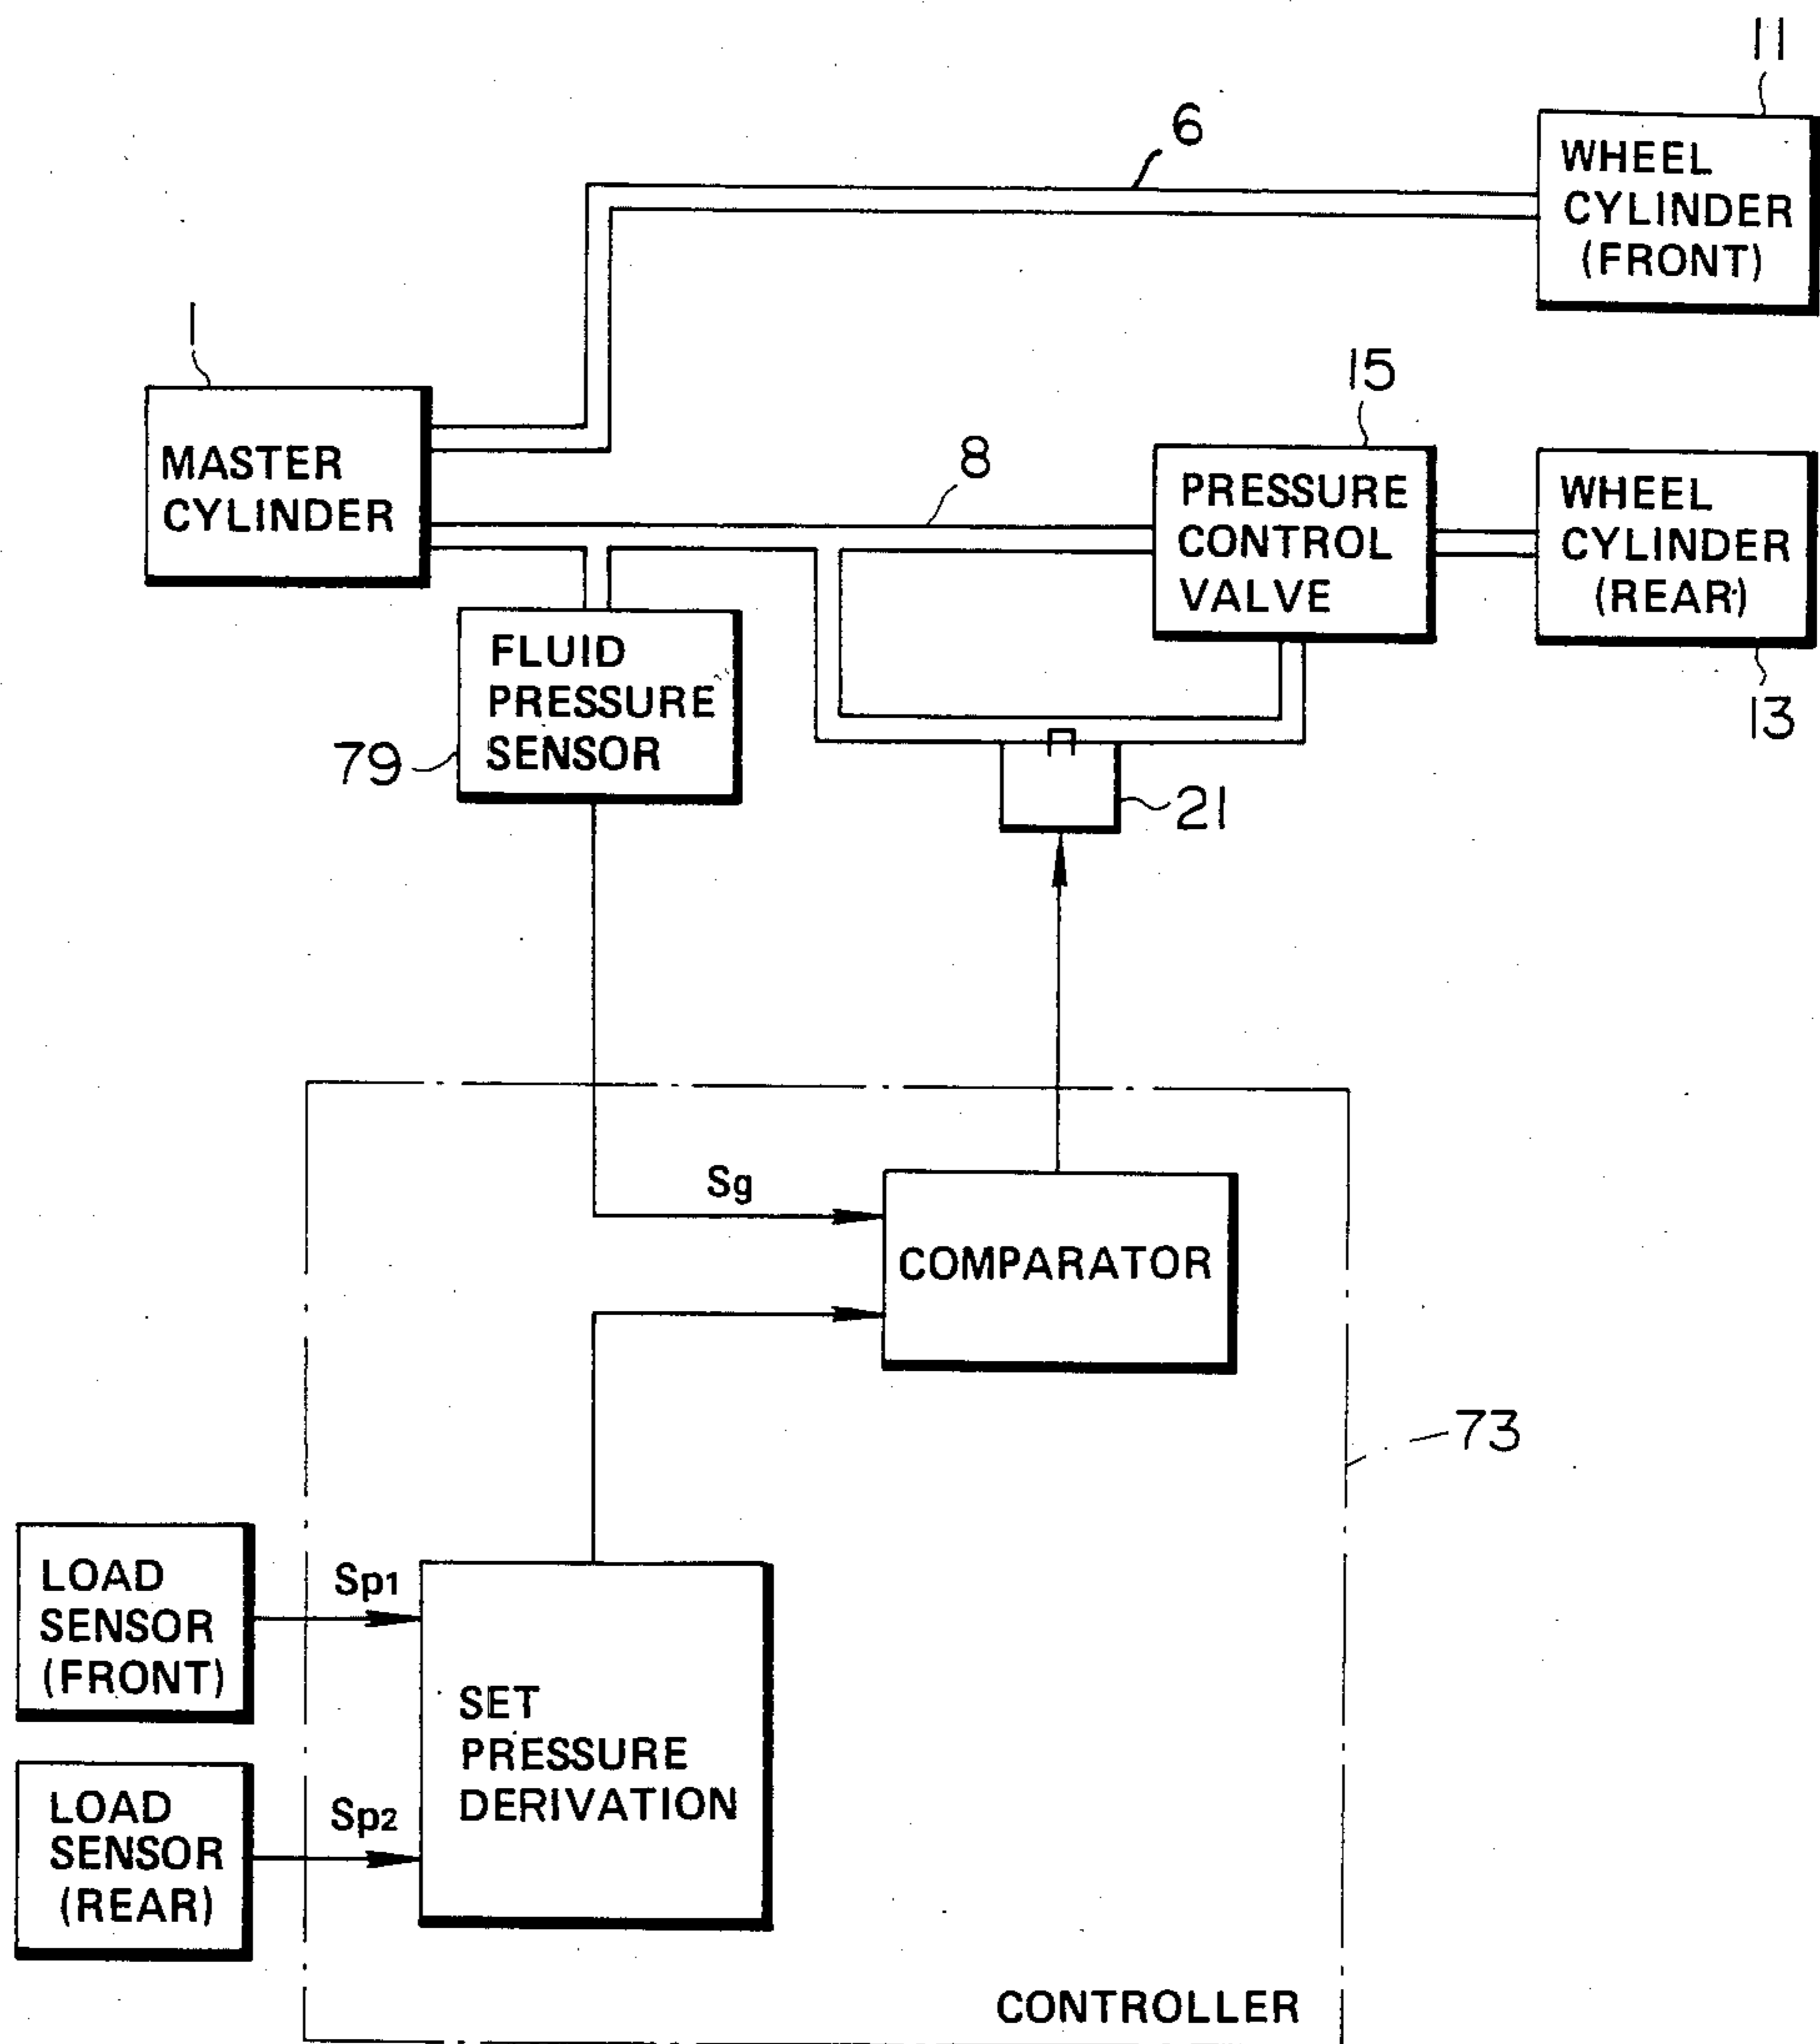 11
6
WHEEL
CYLINDER
(FRONT)
1
MASTER
CYLINDER
8
15
PRESSURE
CONTROL
VALVE
WHEEL
CYLINDER
(REAR)
13
FLUID
PRESSURE
SENSOR
79
21
Sg
COMPARATOR
73
LOAD
SENSOR
(FRONT)
Sp1
SET
PRESSURE
DERIVATION
LOAD
SENSOR
(REAR)
Sp2
CONTROLLER